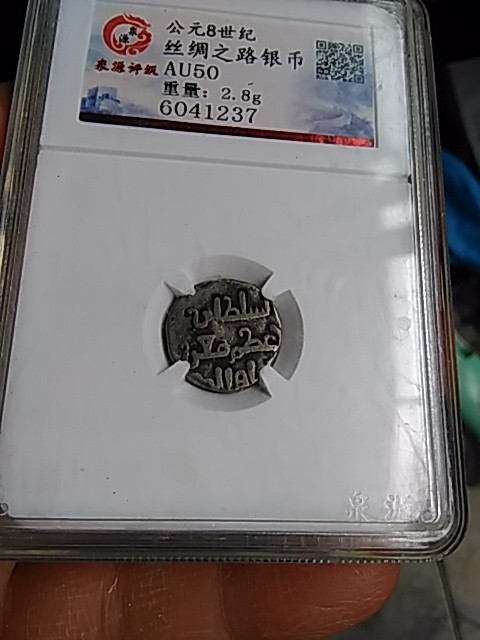 泉源
泉源评级
公元8世纪
丝绸之路银币
AU50
重量：2.8g
6041237
السلطان